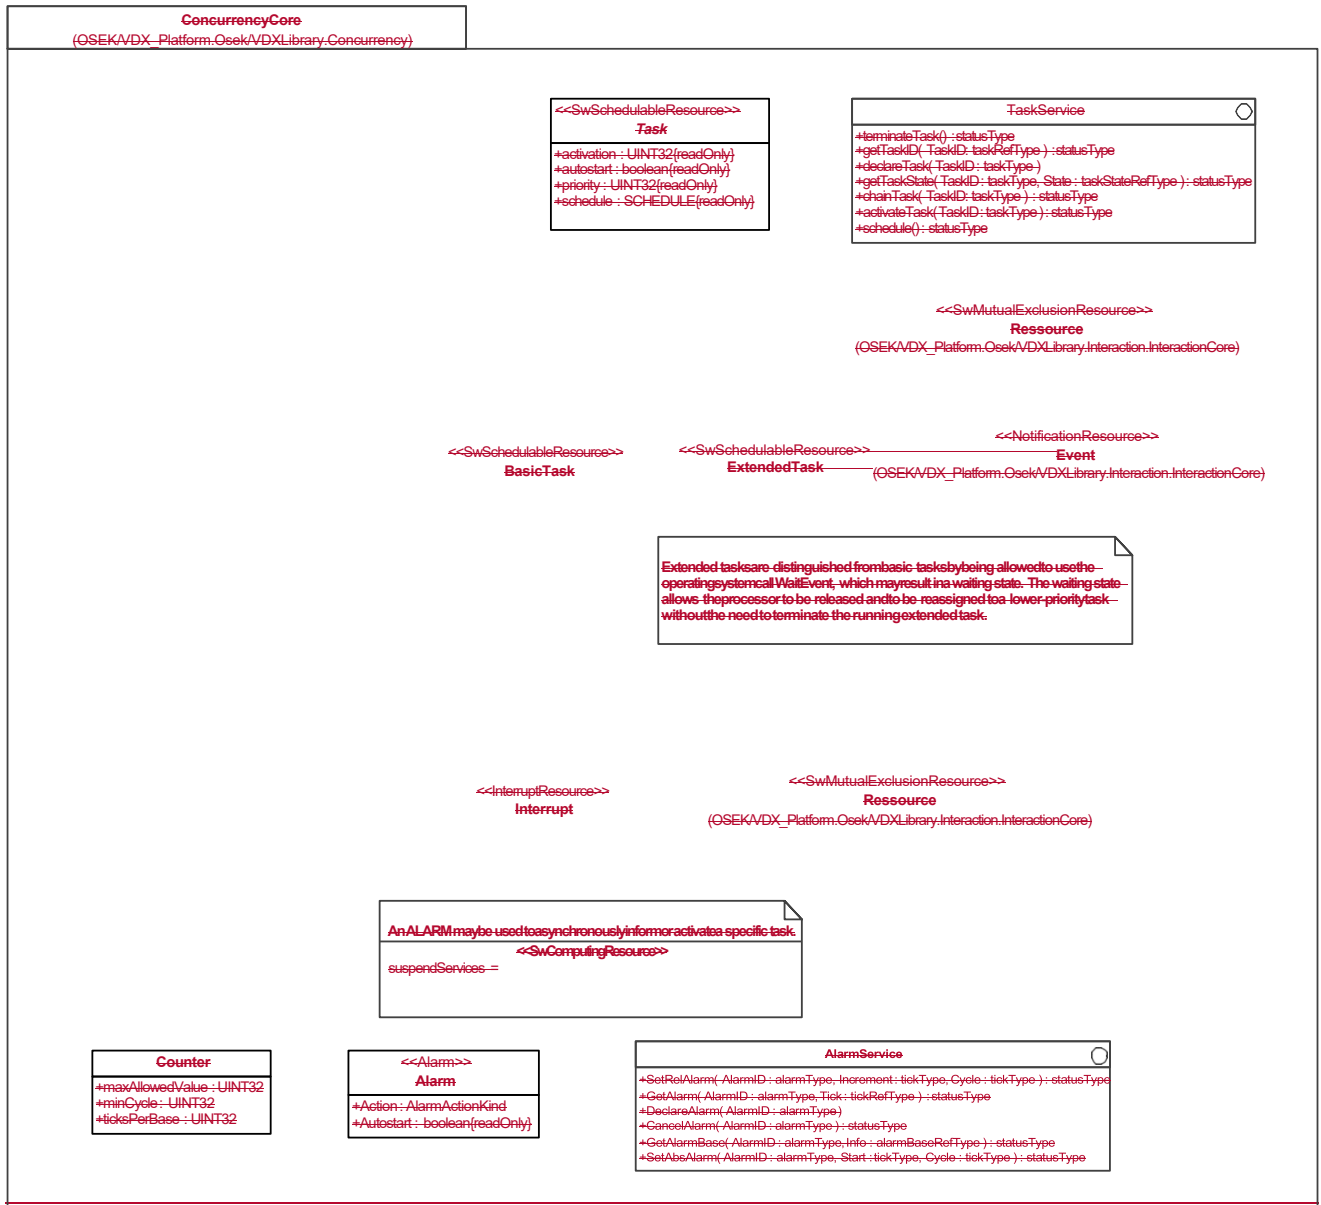 ConcurrencyCore
(OSEK/VDX_Platform.Osek/VDXLibrary.Concurrency)
<<SwSchedulableResource>>
Task
+activation : UINT32{readOnly}
+autostart : boolean{readOnly}
+priority : UINT32{readOnly}
+schedule : SCHEDULE{readOnly}
TaskService
+terminateTask() : statusType
+getTaskID( TaskID: taskRefType ) : statusType
+declareTask( TaskID : taskType )
+getTaskState( TaskID : taskType, State : taskStateRefType ) : statusType
+chainTask( TaskID: taskType ) : statusType
+activateTask( TaskID: taskType ) : statusType
+schedule() : statusType
<<SwMutualExclusionResource>>
Ressource
(OSEK/VDX_Platform.Osek/VDXLibrary.Interaction.InteractionCore)
<<SwSchedulableResource>>
BasicTask
<<SwSchedulableResource>>
ExtendedTask
<<NotificationResource>>
Event
(OSEK/VDX_Platform.Osek/VDXLibrary.Interaction.InteractionCore)
Extended tasksare distinguished frombasic tasksbybeing allowedto usethe
operatingsystemcall WaitEvent, which mayresult ina waiting state. The waiting state
allows theprocessor to be released andto be reassigned toa lower-prioritytask
withoutthe need to terminate the running extended task.
<<InterruptResource>>
Interrupt
<<SwMutualExclusionResource>>
Ressource
(OSEK/VDX_Platform.Osek/VDXLibrary.Interaction.InteractionCore)
An ALARM maybe used toasynchronouslyinformor activatea specific task.
<<SwComputingResource>>
suspendServices =
Counter
+maxAllowedValue : UINT32
+minCycle : UINT32
+ticksPerBase : UINT32
<<Alarm>>
Alarm
+Action : AlarmActionKind
+Autostart : boolean{readOnly}
AlarmService
+SetRelAlarm( AlarmID : alarmType, Increment : tickType, Cycle : tickType ) : statusType
+GetAlarm( AlarmID : alarmType, Tick : tickRefType ) : statusType
+DeclareAlarm( AlarmID : alarmType )
+CancelAlarm( AlarmID : alarmType ) : statusType
+GetAlarmBase( AlarmID : alarmType, Info : alarmBaseRefType ) : statusType
+SetAbsAlarm( AlarmID : alarmType, Start : tickType, Cycle : tickType ) : statusType